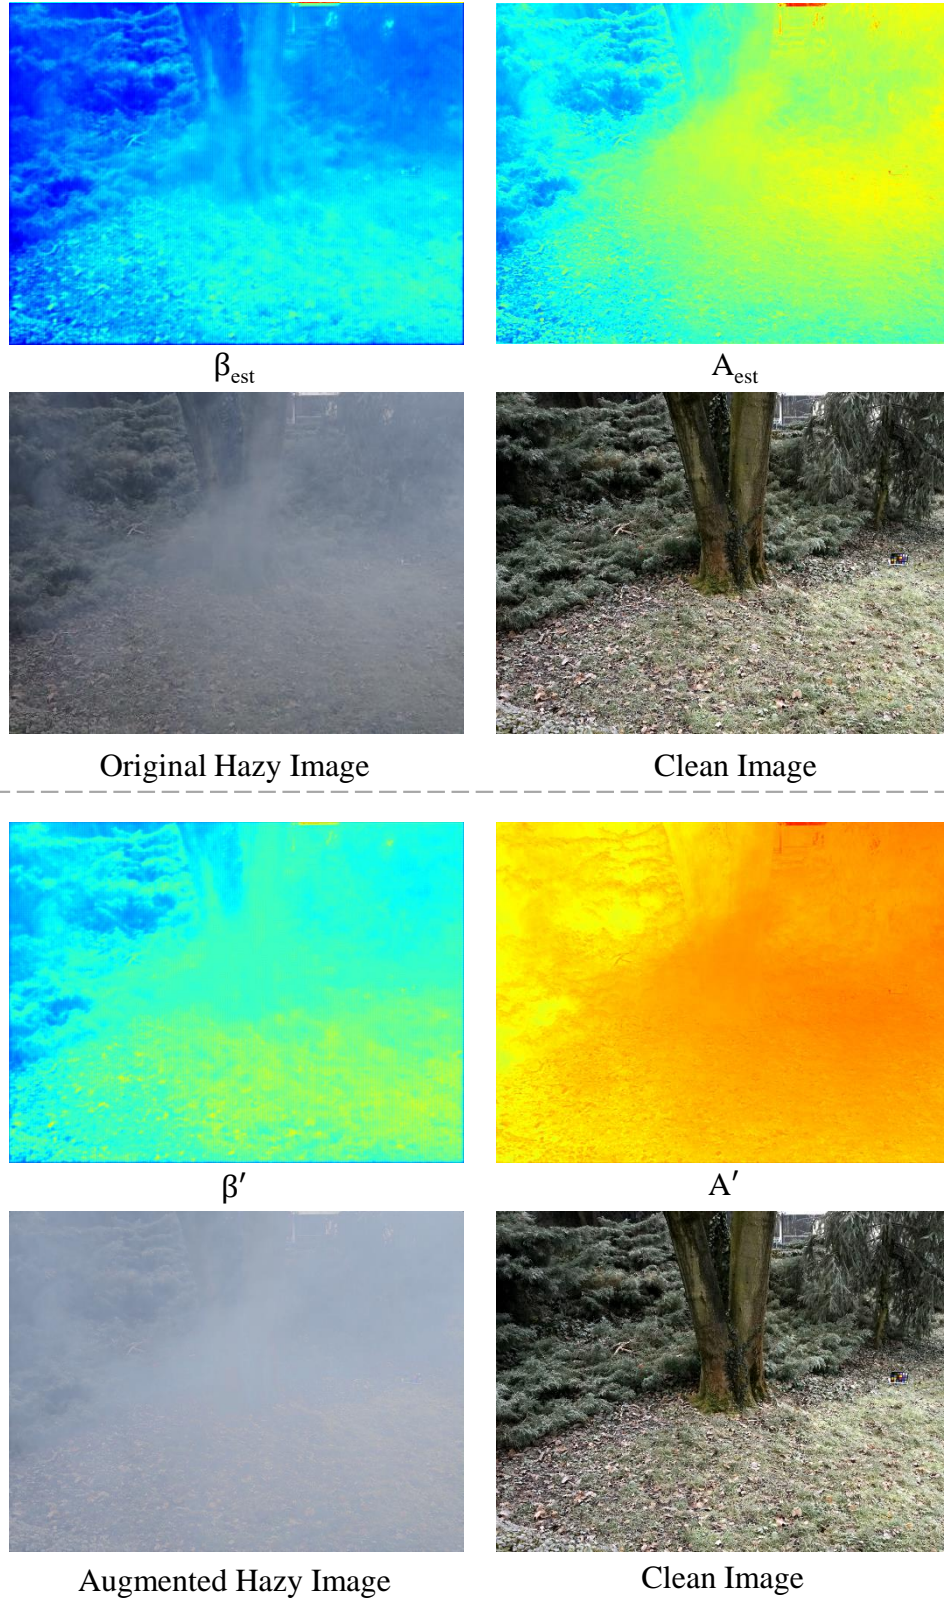 β_est
A_est
Original Hazy Image
Clean Image
β′
A′
Augmented Hazy Image
Clean Image